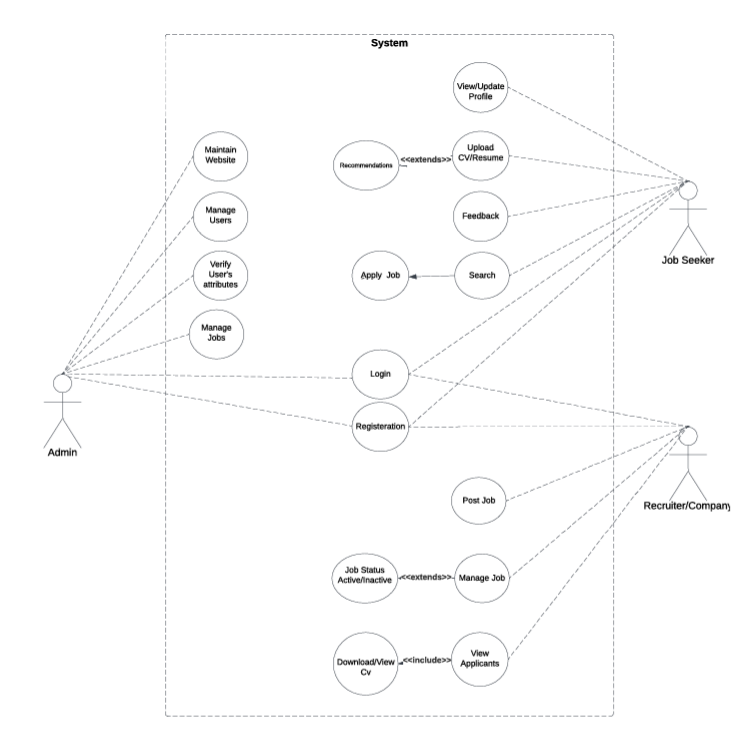 System
View/Update
Profile
Maintain
Website
Recommendations
<<extends>>
Upload
CV/Resume
Manage
Users
Feedback
Job Seeker
Verify
User's
attributes
Apply Job
Search
Manage
Jobs
Login
Registeration
Admin
Recruiter/Company
Post Job
Job Status
Active/Inactive
<<extends>>
Manage Job
Download/View
Cv
<<include>>
View
Applicants